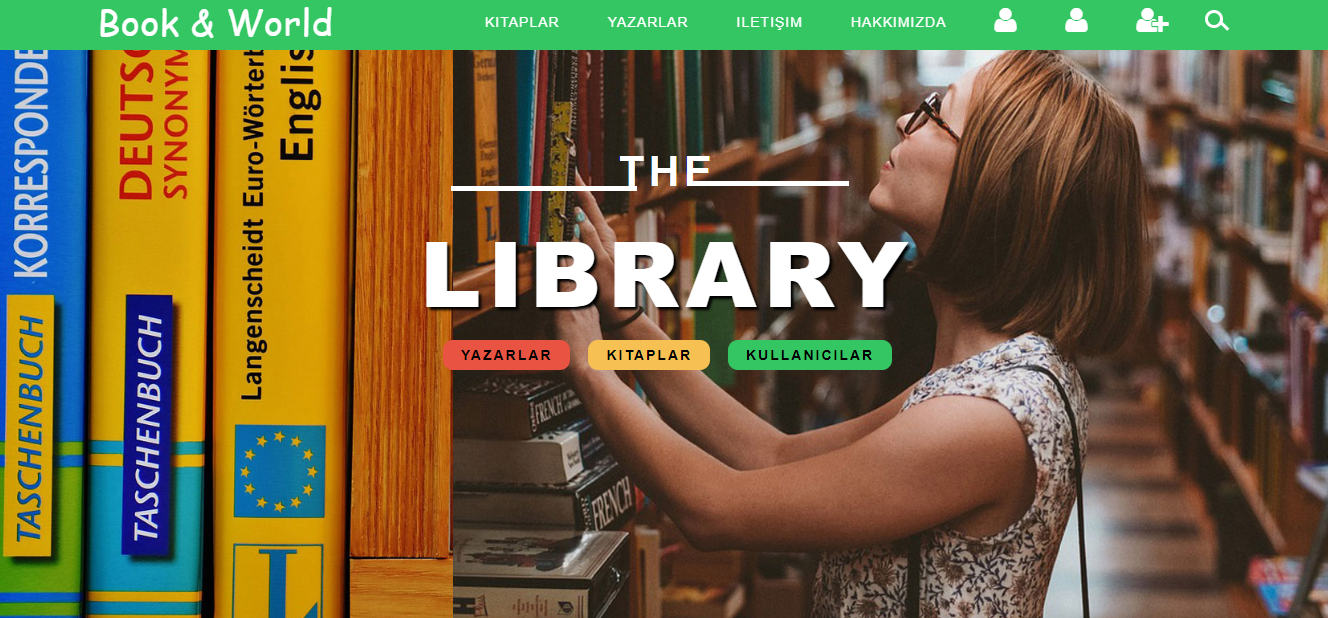 Book & World
KITAPLAR
YAZARLAR
ILETIŞIM
HAKKIMIZDA
THE
LIBRARY
YAZARLAR
KITAPLAR
KULLANICILAR
TASCHENBUCH
DEUTSC
SYNONYM
TASCHENBUCH
Langenscheidt Euro-Wörterb
Englis
L
KORRESPONDE
FRENCH
FRENCH
L